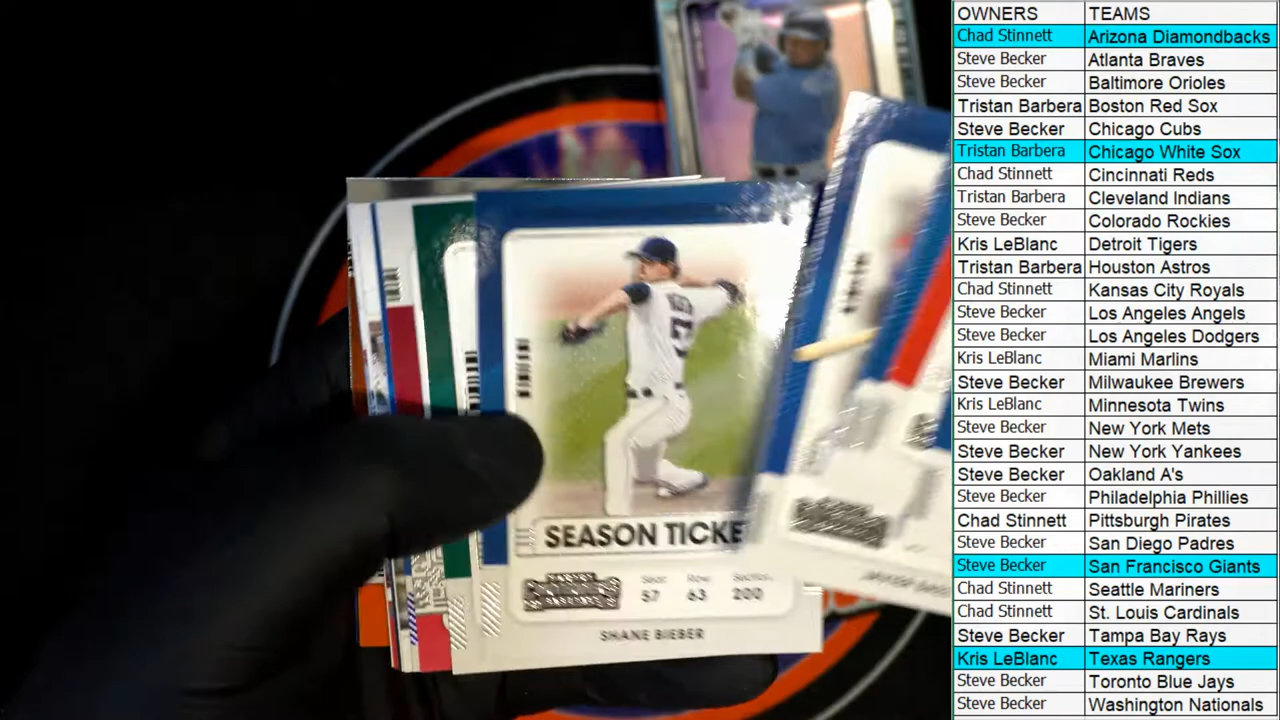 OWNERS TEAMS
Chad Stinnett Arizona Diamondbacks
Steve Becker Atlanta Braves
Steve Becker Baltimore Orioles
Tristan Barbera Boston Red Sox
Steve Becker Chicago Cubs
Tristan Barbera Chicago White Sox
Chad Stinnett Cincinnati Reds
Tristan Barbera Cleveland Indians
Steve Becker Colorado Rockies
Kris LeBlanc Detroit Tigers
Tristan Barbera Houston Astros
Chad Stinnett Kansas City Royals
Steve Becker Los Angeles Angels
Steve Becker Los Angeles Dodgers
Kris LeBlanc Miami Marlins
Steve Becker Milwaukee Brewers
Kris LeBlanc Minnesota Twins
Steve Becker New York Mets
Steve Becker New York Yankees
Steve Becker Oakland A's
Steve Becker Philadelphia Phillies
Chad Stinnett Pittsburgh Pirates
Steve Becker San Diego Padres
Steve Becker San Francisco Giants
Chad Stinnett Seattle Mariners
Chad Stinnett St. Louis Cardinals
Steve Becker Tampa Bay Rays
Kris LeBlanc Texas Rangers
Steve Becker Toronto Blue Jays
Steve Becker Washington Nationals
SEASON TICKE
Seat Row Section
57 63 200
SHANE BIEBER